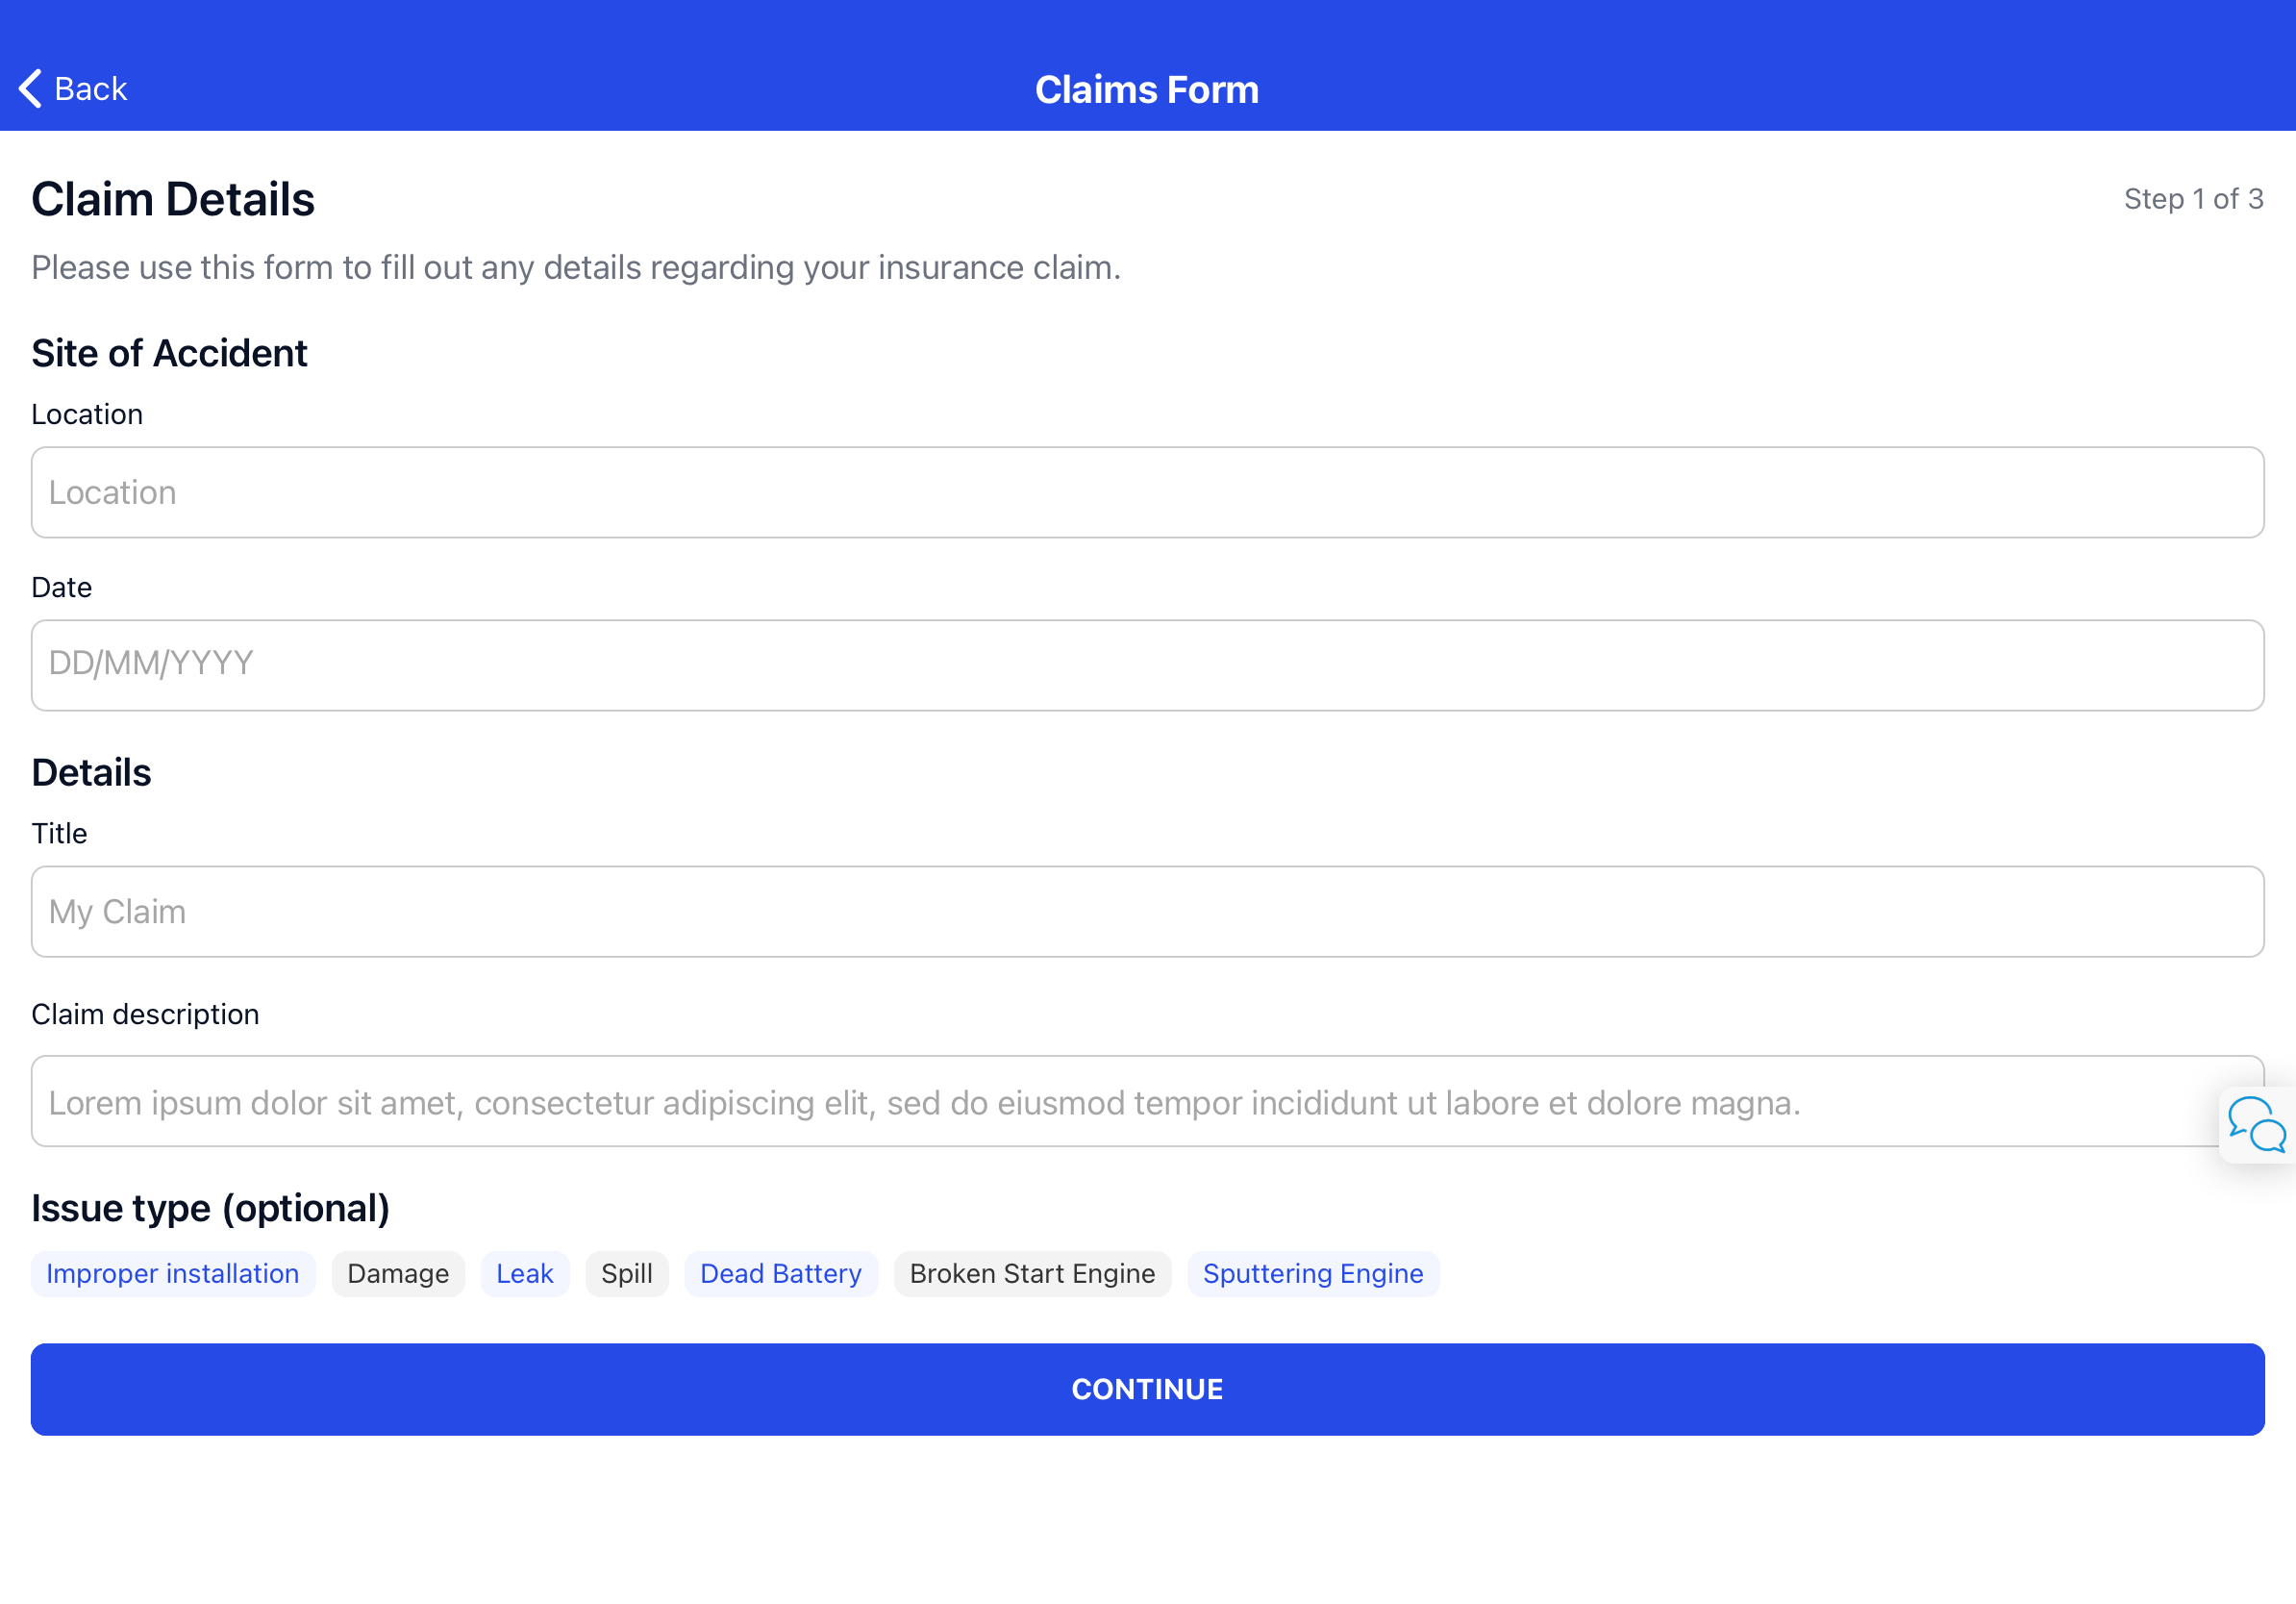 Back
Claims Form
Claim Details
Step 1 of 3
Please use this form to fill out any details regarding your insurance claim.
Site of Accident
Location
Location
Date
DD/MM/YYYY
Details
Title
My Claim
Claim description
Lorem ipsum dolor sit amet, consectetur adipiscing elit, sed do eiusmod tempor incididunt ut labore et dolore magna.
Issue type (optional)
Improper installation Damage Leak Spill Dead Battery Broken Start Engine Sputtering Engine
CONTINUE